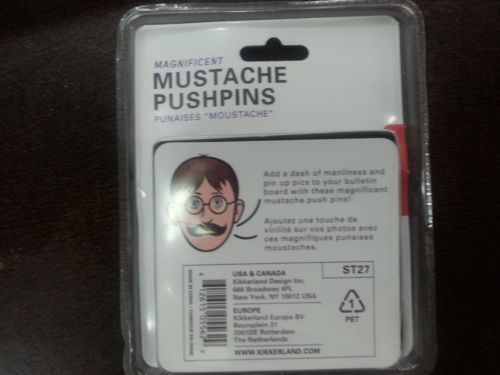 MAGNIFICENT
MUSTACHE
PUSHPINS
PUNAISES "MOUSTACHE"
Add a dash of manliness and
pin up pics to your bulletin
board with these magnificent
mustache push pins!
Ajoutez une touche de
virilité sur vos photos avec
ces magnifiques punaises
moustaches.
USA & CANADA
Kikkerland Design Inc.
666 Broadway 4FL
New York, NY 10012 USA
ST27
EUROPE
Kikkerland Europe BV
Beursplein 37
3001DE Rotterdam
The Netherlands
WWW.KIKKERLAND.COM
1
PET